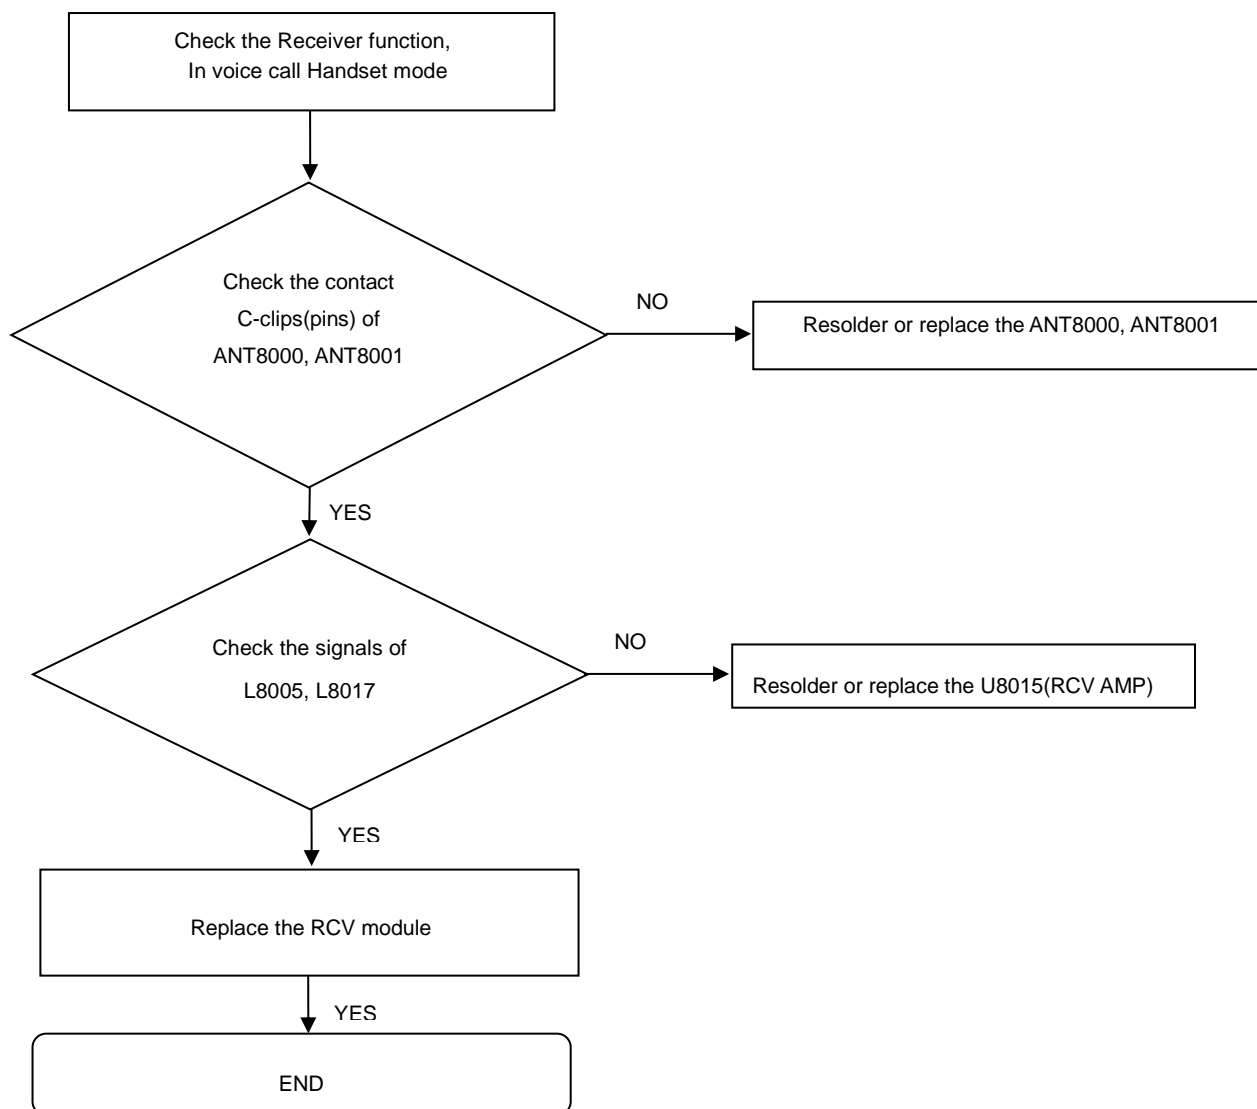 Check the Receiver function,
In voice call Handset mode
Check the contact
C-clips(pins) of
ANT8000, ANT8001
NO
Resolder or replace the ANT8000, ANT8001
YES
Check the signals of
L8005, L8017
NO
Resolder or replace the U8015(RCV AMP)
YES
Replace the RCV module
YES
END